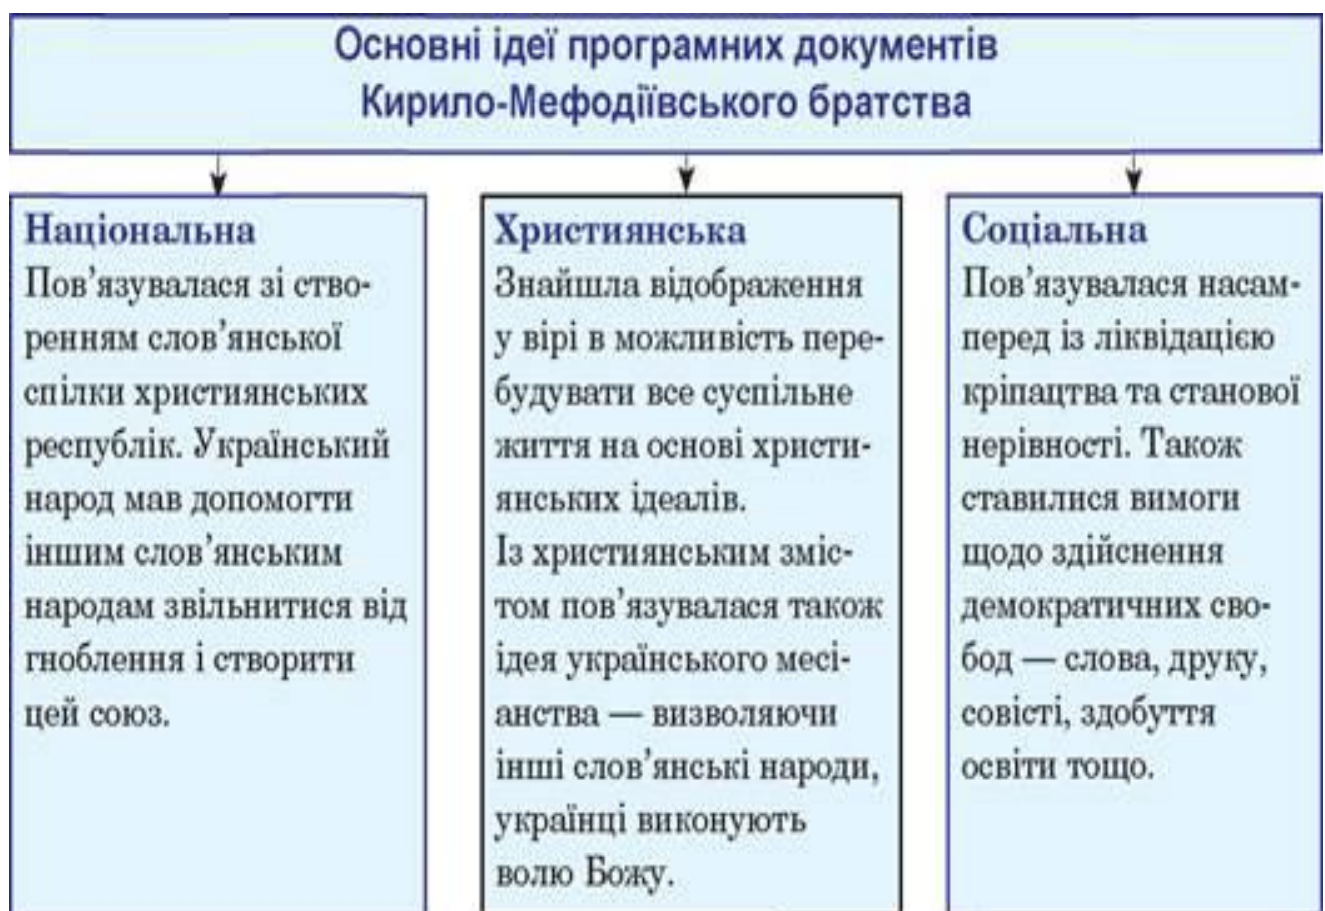 Основні ідеї програмних документів
Кирило-Мефодіївського братства
Національна
Пов’язувалася зі ство-
ренням слов’янської
спілки християнських
республік. Український
народ мав допомогти
іншим слов’янським
народам звільнитися від
гноблення і створити
цей союз.
Християнська
Знайшла відображення
у вірі в можливість пере-
будувати все суспільне
життя на основі христи-
янських ідеалів.
Із християнським зміс-
том пов’язувалася також
ідея українського месі-
анства — визволяючи
інші слов’янські народи,
українці виконують
волю Божу.
Соціальна
Пов’язувалася насам-
перед із ліквідацією
кріпацтва та станової
нерівності. Також
ставилися вимоги
щодо здійснення
демократичних сво-
бод — слова, друку,
совісті, здобуття
освіти тощо.